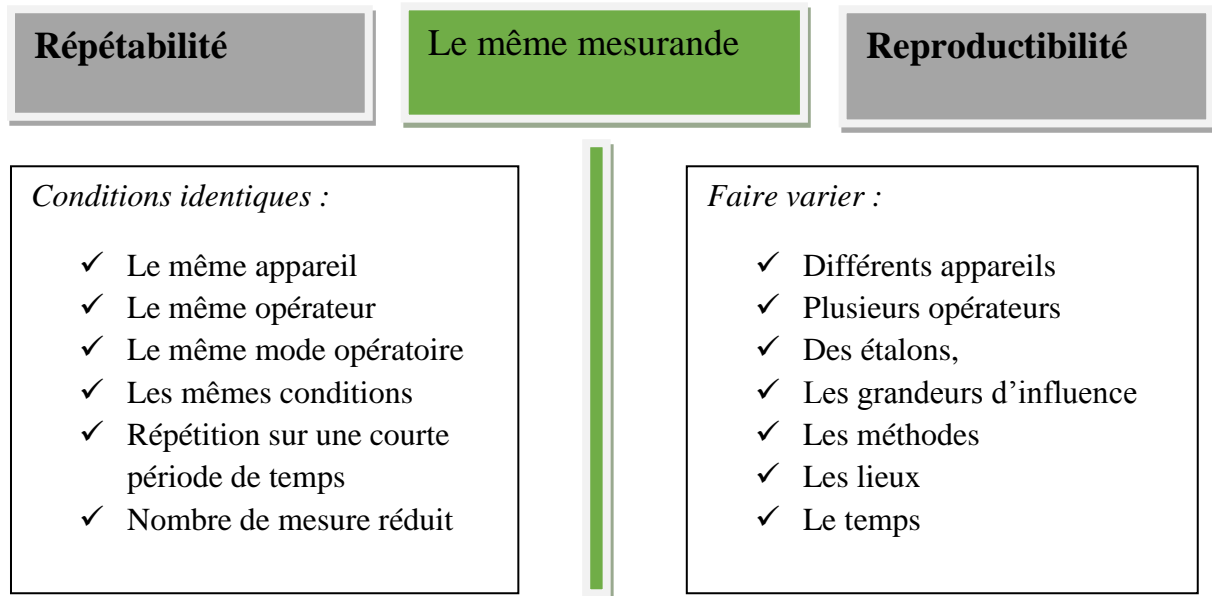 Répétabilité
Le même mesurande
Reproductibilité
Conditions identiques :
✓ Le même appareil
✓ Le même opérateur
✓ Le même mode opératoire
✓ Les mêmes conditions
✓ Répétition sur une courte
période de temps
✓ Nombre de mesure réduit
Faire varier :
✓ Différents appareils
✓ Plusieurs opérateurs
✓ Des étalons,
✓ Les grandeurs d’influence
✓ Les méthodes
✓ Les lieux
✓ Le temps